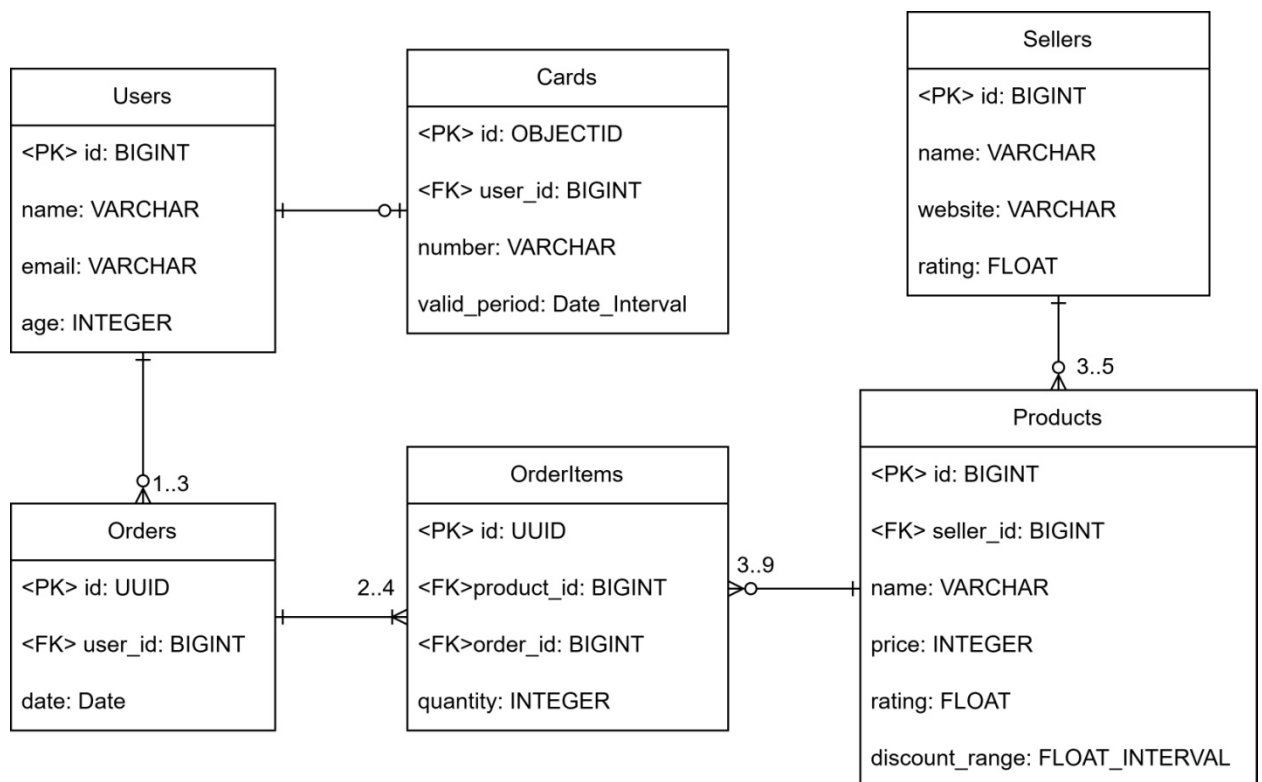 Users
<PK> id: BIGINT
name: VARCHAR
email: VARCHAR
age: INTEGER
Cards
<PK> id: OBJECTID
<FK> user_id: BIGINT
number: VARCHAR
valid_period: Date_Interval
Sellers
<PK> id: BIGINT
name: VARCHAR
website: VARCHAR
rating: FLOAT
1..3
3..5
Orders
<PK> id: UUID
<FK> user_id: BIGINT
date: Date
2..4
OrderItems
<PK> id: UUID
<FK>product_id: BIGINT
<FK>order_id: BIGINT
quantity: INTEGER
3..9
Products
<PK> id: BIGINT
<FK> seller_id: BIGINT
name: VARCHAR
price: INTEGER
rating: FLOAT
discount_range: FLOAT_INTERVAL